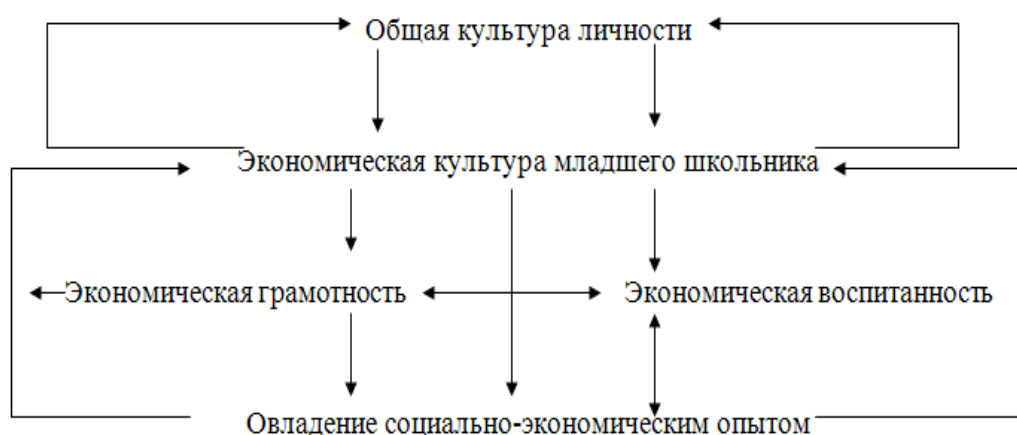 Общая культура личности
Экономическая культура младшего школьника
Экономическая грамотность
Экономическая воспитанность
Овладение социально-экономическим опытом